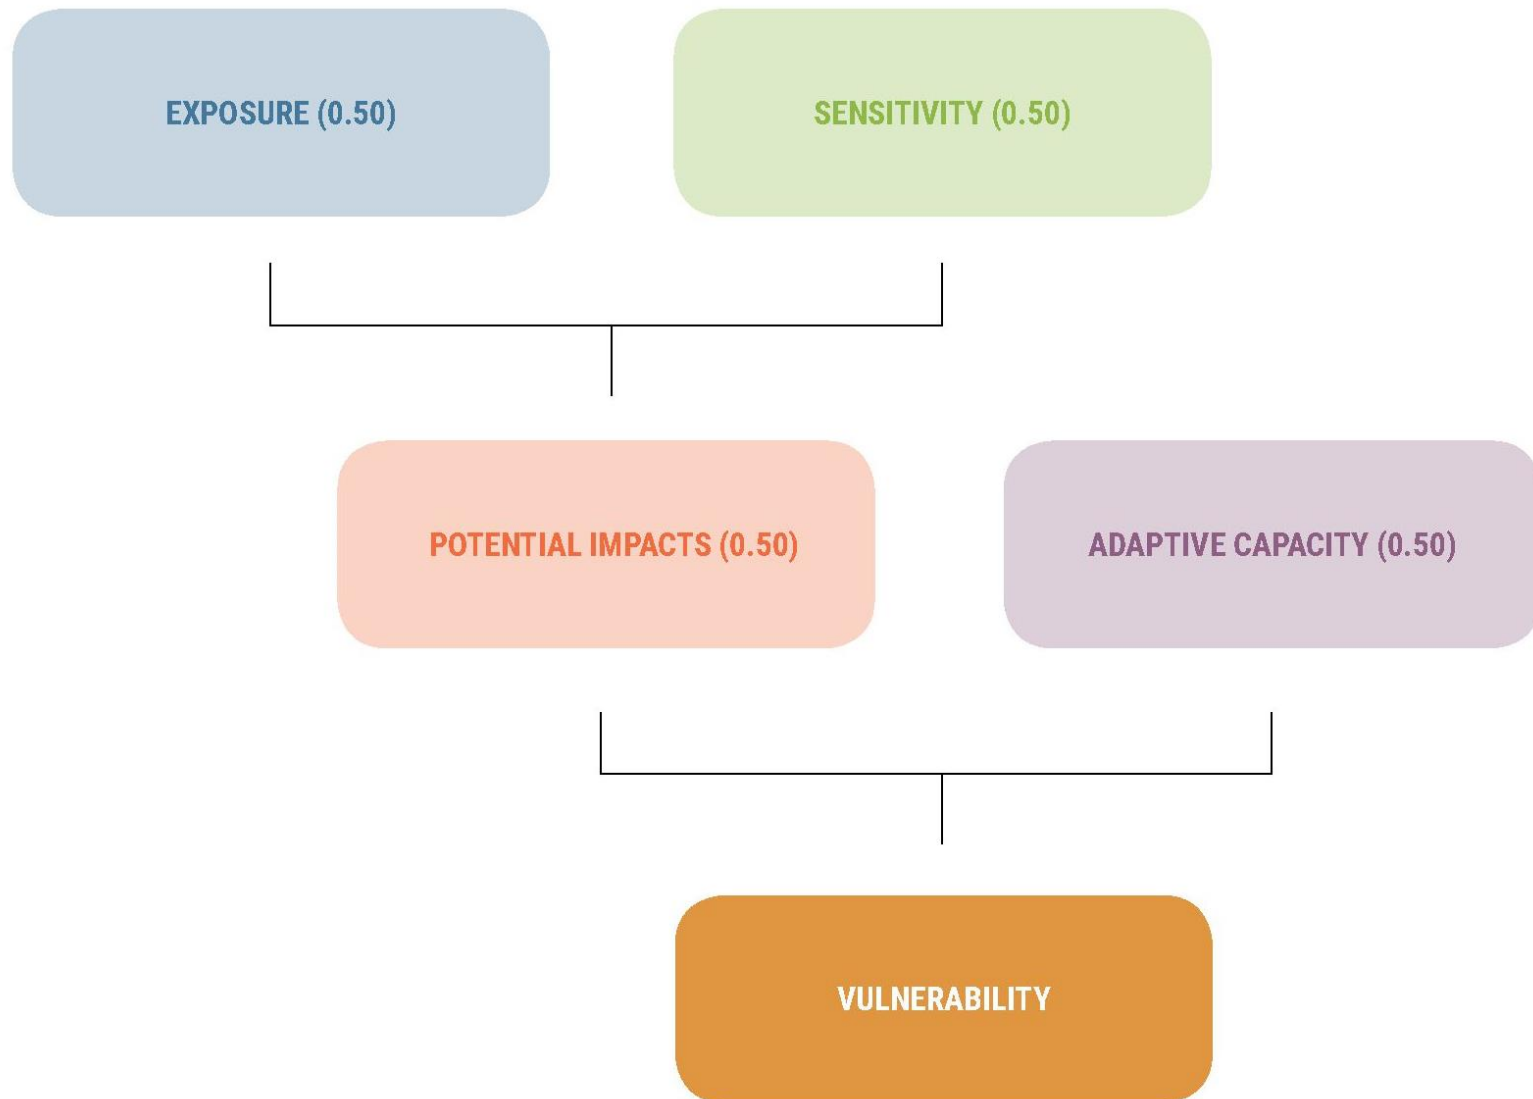 EXPOSURE (0.50)
SENSITIVITY (0.50)
POTENTIAL IMPACTS (0.50)
ADAPTIVE CAPACITY (0.50)
VULNERABILITY